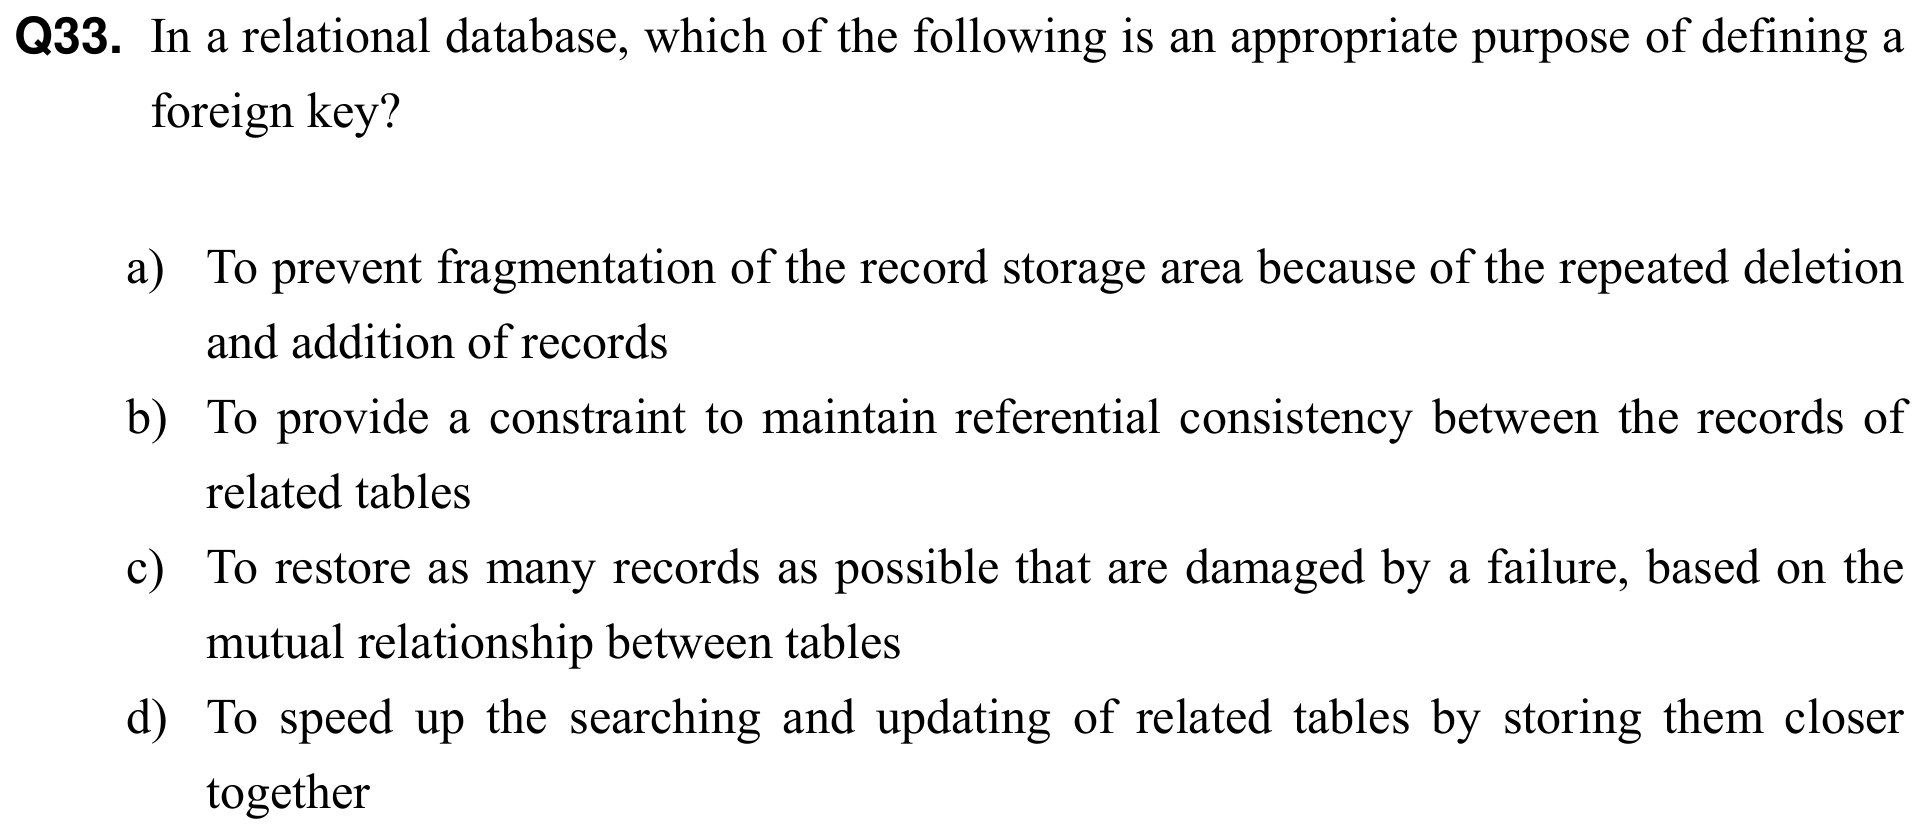 Q33. In a relational database, which of the following is an appropriate purpose of defining a
foreign key?
a) To prevent fragmentation of the record storage area because of the repeated deletion
and addition of records
b) To provide a constraint to maintain referential consistency between the records of
related tables
c) To restore as many records as possible that are damaged by a failure, based on the
mutual relationship between tables
d) To speed up the searching and updating of related tables by storing them closer
together